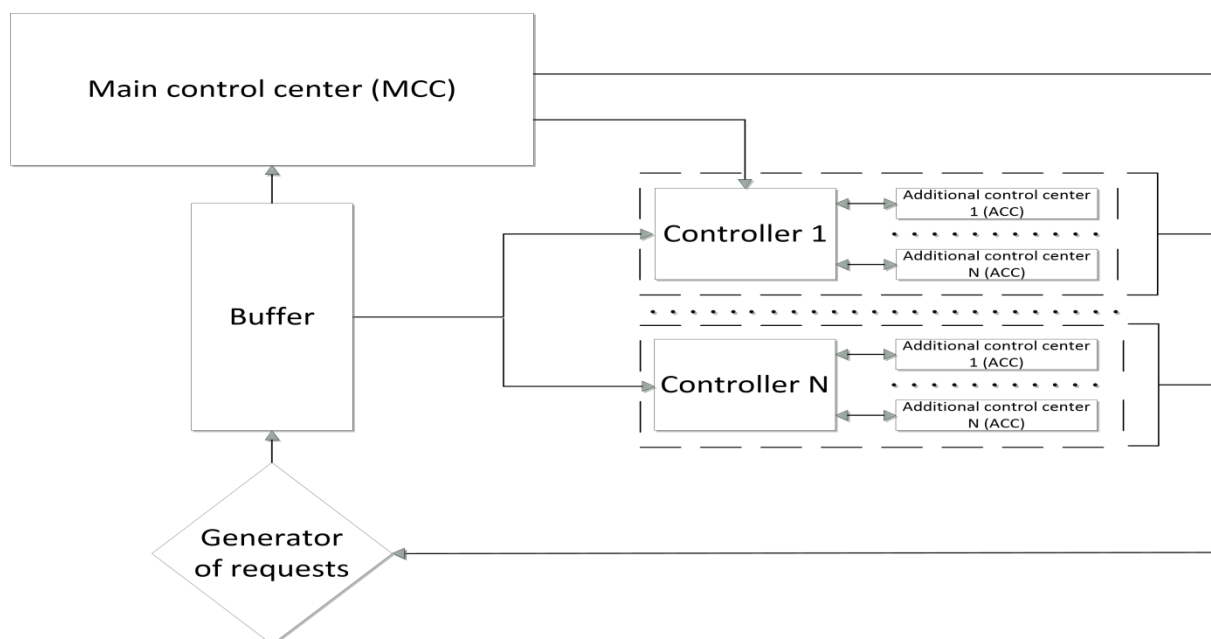 Main control center (MCC)
Additional control center
1 (ACC)
Controller 1
Additional control center
N (ACC)
Buffer
Additional control center
1 (ACC)
Controller N
Additional control center
N (ACC)
Generator
of requests